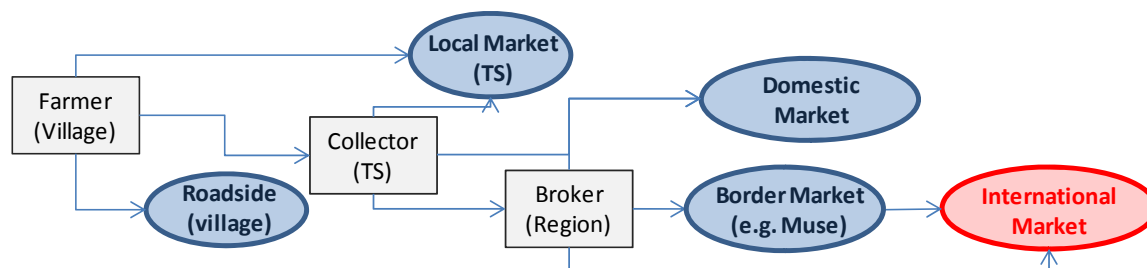 Local Market
(TS)
Farmer
(Village)
Domestic
Market
Collector
(TS)
Roadside
(village)
Broker
(Region)
Border Market
(e.g. Muse)
International
Market